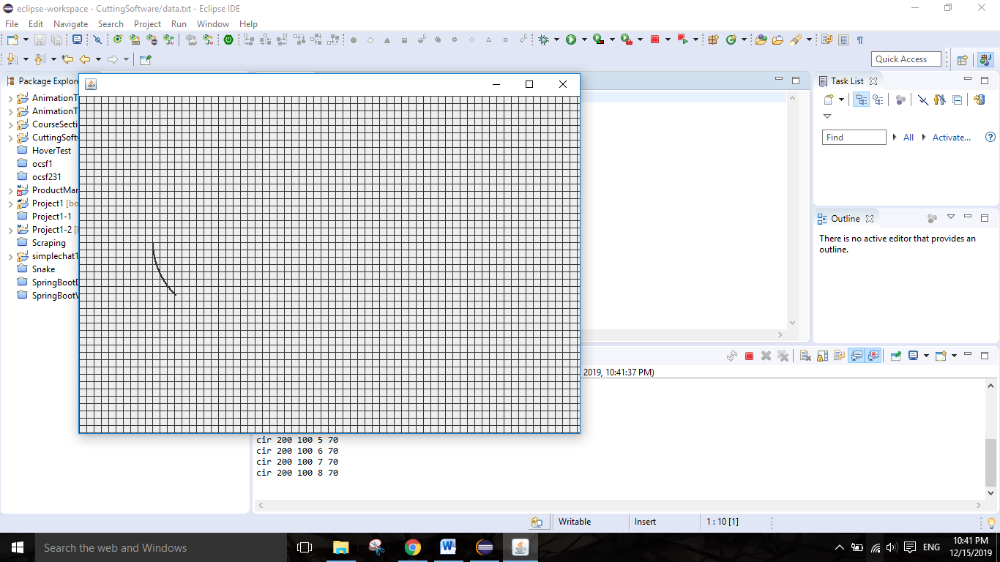 eclipse-workspace - CuttingSoftware/data.txt - Eclipse IDE
File Edit Navigate Search Project Run Window Help
Quick Access
Package Explore
AnimationT
AnimationT
CourseSecti
CuttingSoftw
HoverTest
ocsf1
ocsf231
ProductMar
Project1 [bo
Project1-1
Project1-2 [
Scraping
simplechat1
Snake
SpringBootD
SpringBootW
Task List
Find All Activate...
Outline
There is no active editor that provides an
outline.
2019, 10:41:37 PM)
cir 200 100 5 70
cir 200 100 6 70
cir 200 100 7 70
cir 200 100 8 70
Writable Insert 1 : 10 [1]
Search the web and Windows
ENG
10:41 PM
12/15/2019